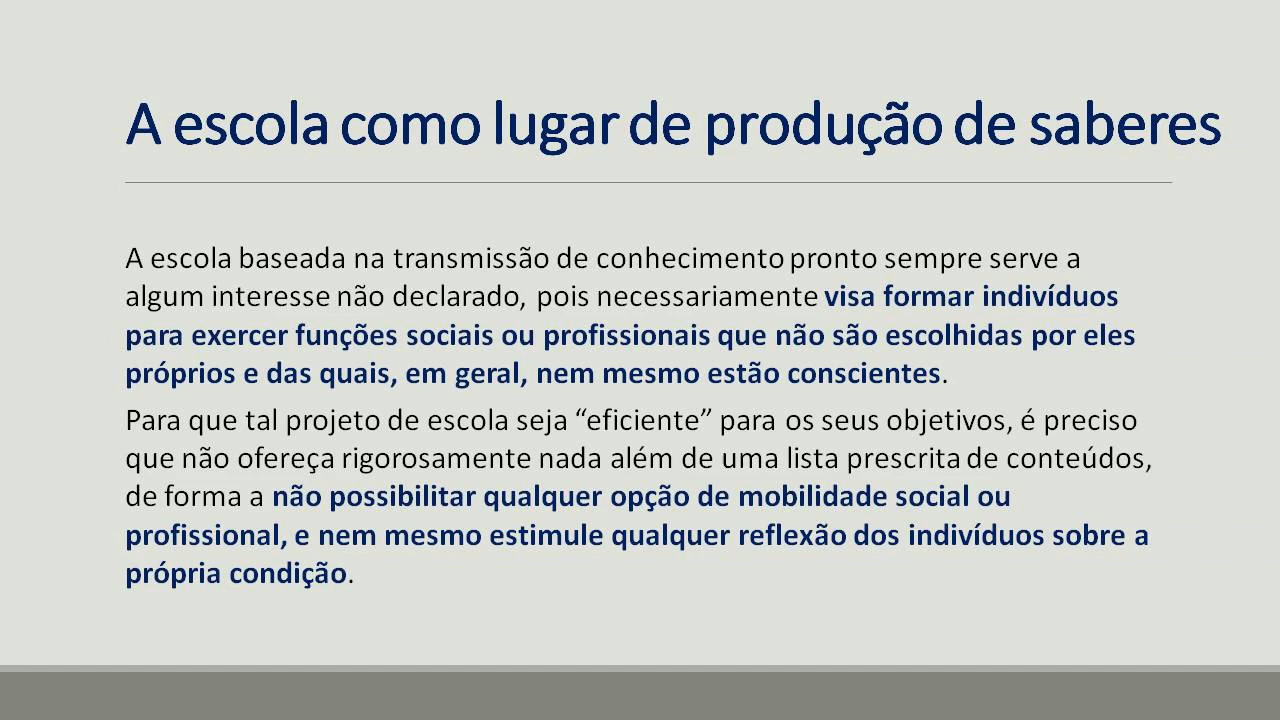 A escola como lugar de produção de saberes
A escola baseada na transmissão de conhecimento pronto sempre serve a
algum interesse não declarado, pois necessariamente visa formar indivíduos
para exercer funções sociais ou profissionais que não são escolhidas por eles
próprios e das quais, em geral, nem mesmo estão conscientes.
Para que tal projeto de escola seja “eficiente” para os seus objetivos, é preciso
que não ofereça rigorosamente nada além de uma lista prescrita de conteúdos,
de forma a não possibilitar qualquer opção de mobilidade social ou
profissional, e nem mesmo estimule qualquer reflexão dos indivíduos sobre a
própria condição.